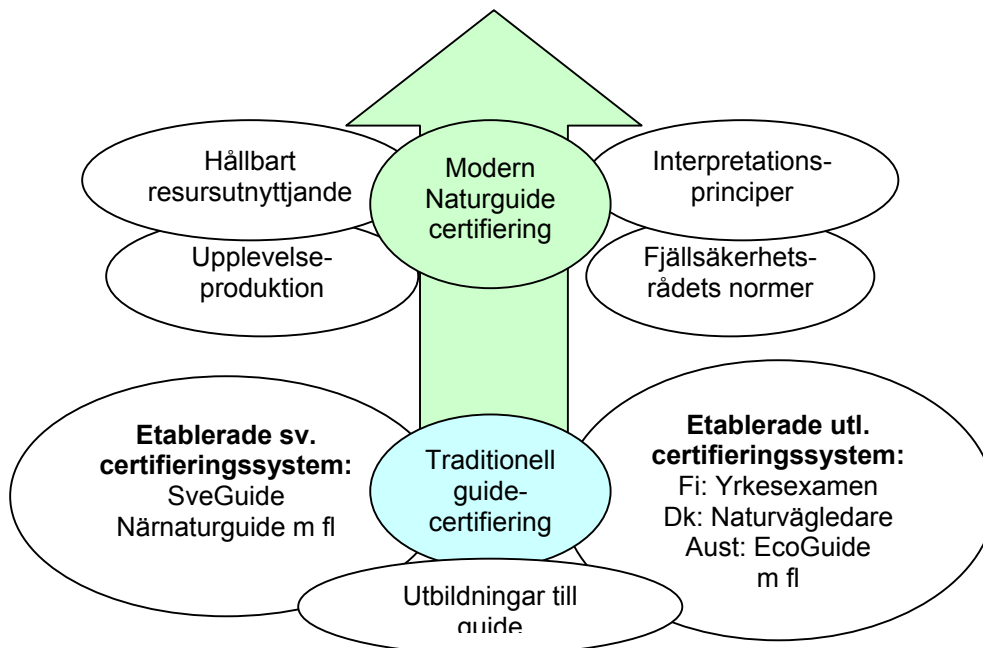 Hållbart
resursutnyttjande
Modern
Naturguide
certifiering
Interpretations-
principer
Upplevelse-
produktion
Fjällsäkerhets-
rådets normer
Etablerade sv.
certifieringssystem:
SveGuide
Närnaturguide m fl
Traditionell
guide-
certifiering
Etablerade utl.
certifieringssystem:
Fi: Yrkesexamen
Dk: Naturvägledare
Aust: EcoGuide
m fl
Utbildningar till
guide